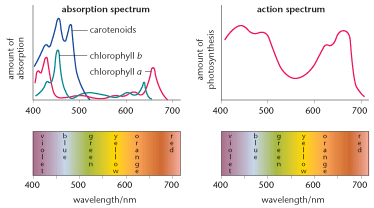 absorption spectrum
amount of
absorption
carotenoids
chlorophyll b
chlorophyll a
400 500 600 700
violet blue green yellow orange red
400 500 600 700
wavelength/nm
action spectrum
amount of
photosynthesis
400 500 600 700
violet blue green yellow orange red
400 500 600 700
wavelength/nm